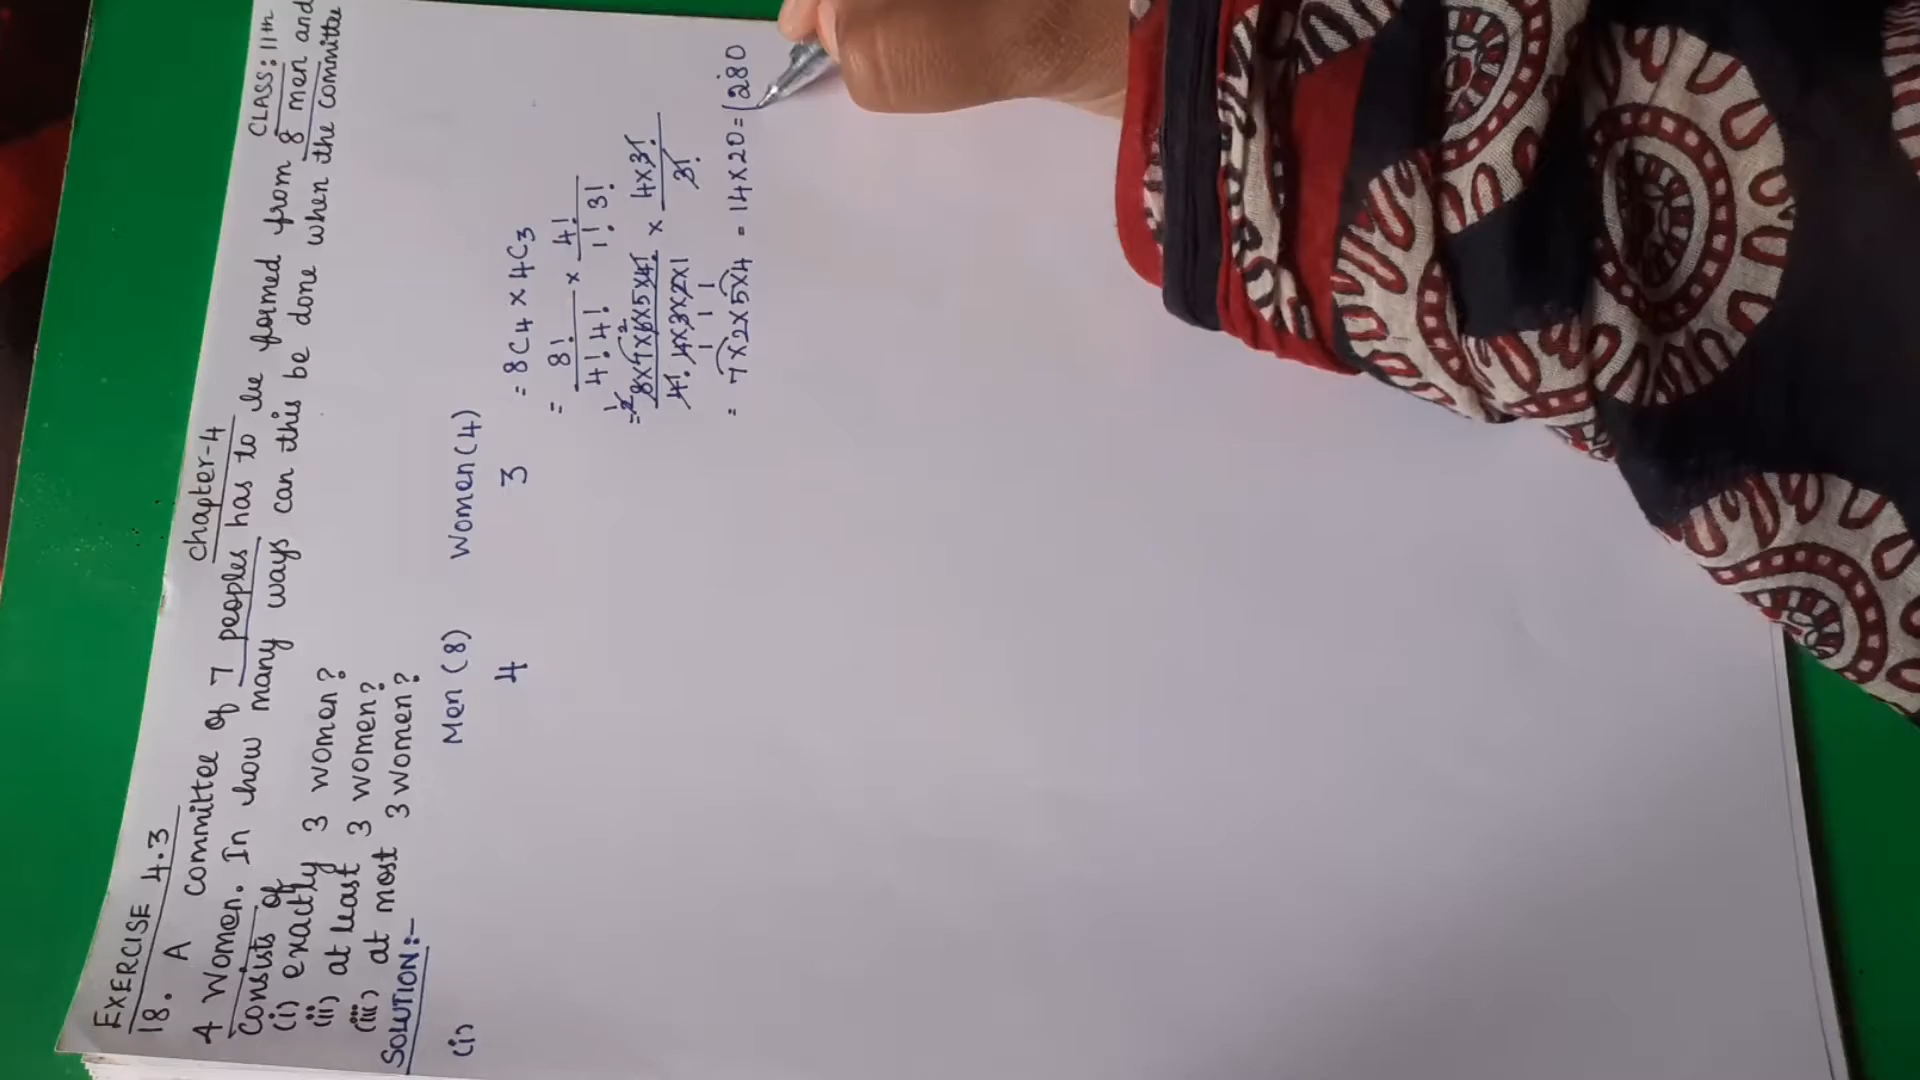 CLASS: 11th
EXERCISE 4.3 chapter-4
18. A committee of 7 peoples has to be formed from 8 men and
4 Women. In how many ways can this be done when the committee
consists of
(i) exactly 3 women?
(ii) at least 3 women?
(iii) at most 3 women?
SOLUTION:-
(i) Men (8) Women (4)
4 3 = 8C4 × 4C3
= 8!/4! 4! × 4!/1! 3!
= 8×7×6×5×4!/4! 4×3×2×1 × 4×3!/3!
= 7×2×5×4 = 14×20 = 280